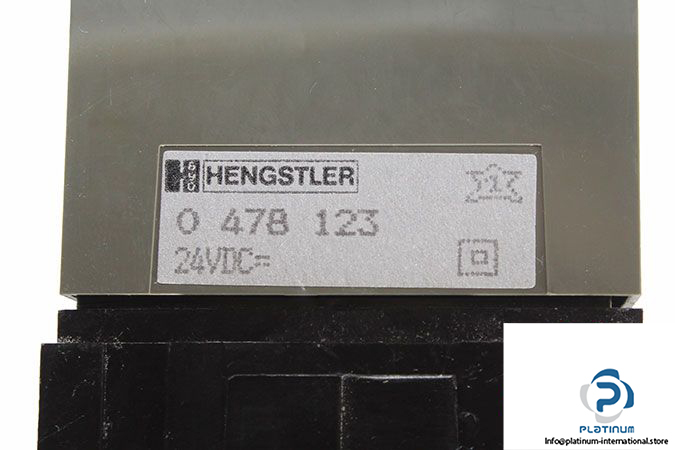 HENGSTLER
0 478 123
24VDC=
PLATINUM
Info@platinum-international.store